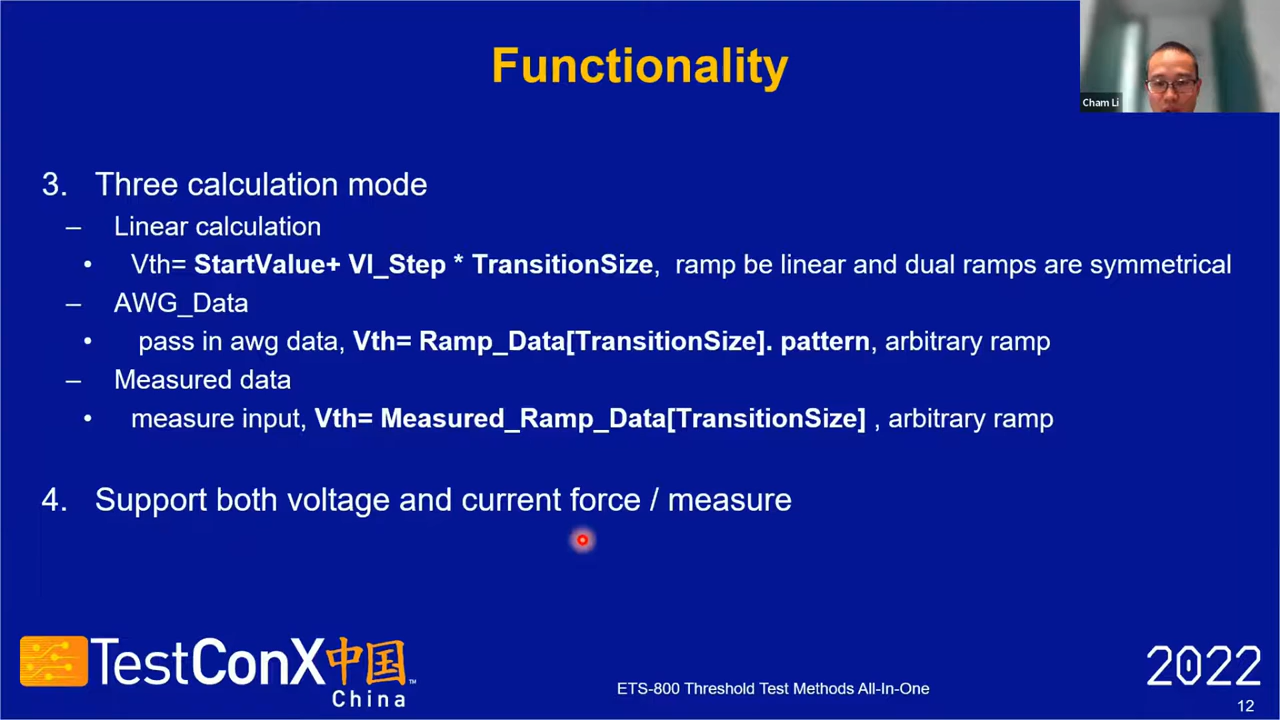 Functionality
Cham Li
3. Three calculation mode
– Linear calculation
• Vth= StartValue+ VI_Step * TransitionSize, ramp be linear and dual ramps are symmetrical
– AWG_Data
• pass in awg data, Vth= Ramp_Data[TransitionSize]. pattern, arbitrary ramp
– Measured data
• measure input, Vth= Measured_Ramp_Data[TransitionSize] , arbitrary ramp
4. Support both voltage and current force / measure
TestConX中国™
China
ETS-800 Threshold Test Methods All-In-One
2022
12